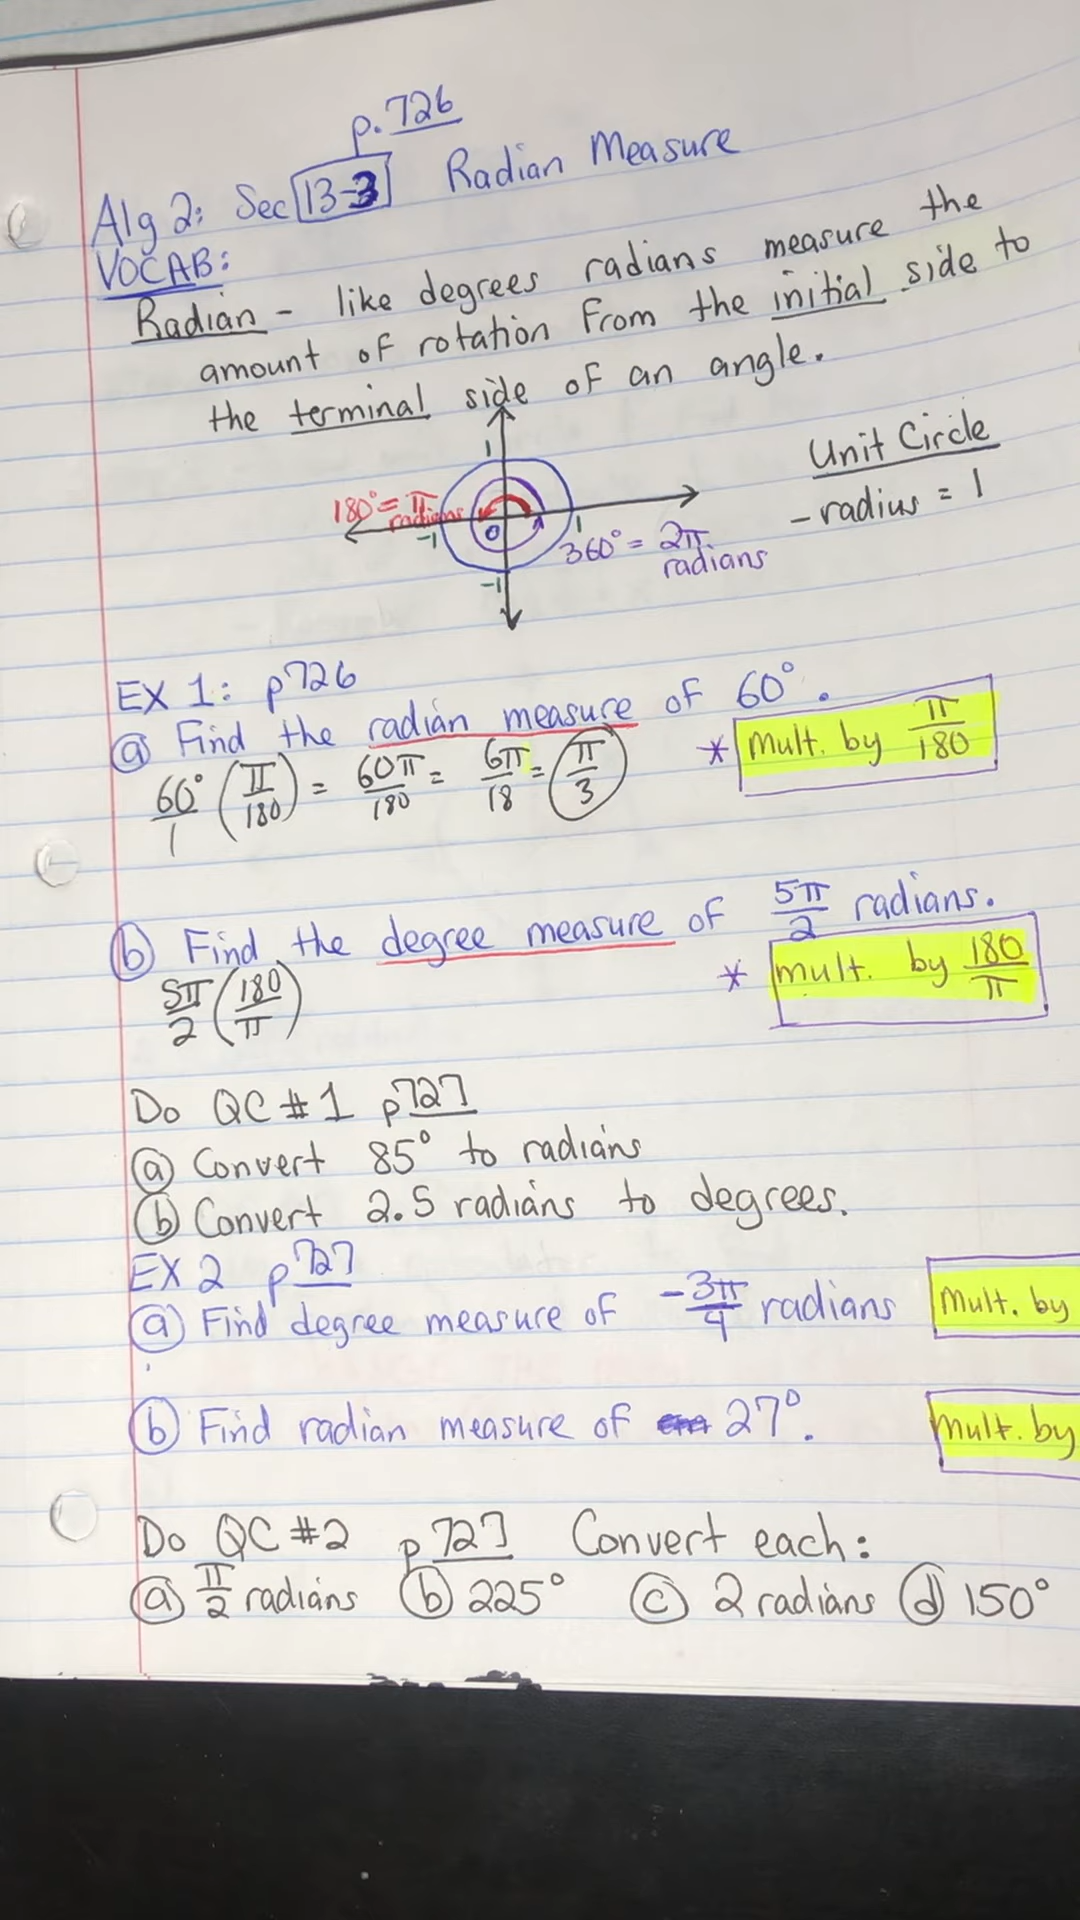 p. 726
Alg 2: Sec 13-3 Radian Measure
VOCAB:
Radian - like degrees radians measure the
amount of rotation from the initial side to
the terminal side of an angle.
Unit Circle
- radius = 1
1
180° = π
radians
-1
0
1
360° = 2π
radians
-1
EX 1: p726
ⓐ Find the radian measure of 60°.
* mult. by π/180
60°/1 (π/180) = 60π/180 = 6π/18 = π/3
ⓑ Find the degree measure of 5π/2 radians.
* mult. by 180/π
5π/2 (180/π)
Do QC #1 p727
ⓐ Convert 85° to radians
ⓑ Convert 2.5 radians to degrees.
EX 2 p727
ⓐ Find degree measure of -3π/4 radians Mult. by
ⓑ Find radian measure of 27°. Mult. by
Do QC #2 p727 Convert each:
ⓐ π/2 radians ⓑ 225° ⓒ 2 radians ⓓ 150°